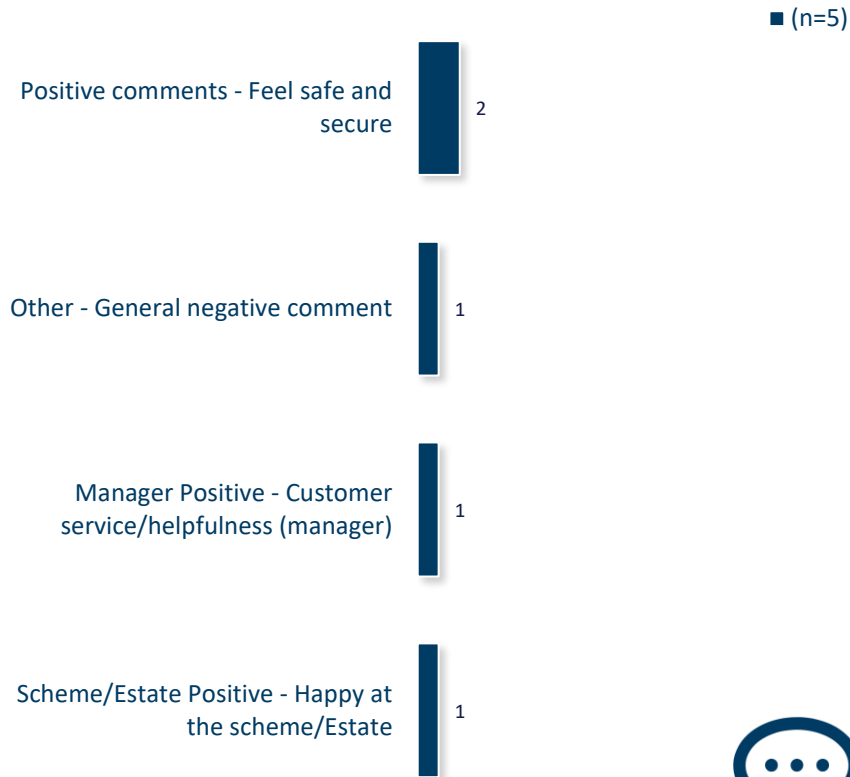 (n=5)
Positive comments - Feel safe and
secure
2
Other - General negative comment
1
Manager Positive - Customer
service/helpfulness (manager)
1
Scheme/Estate Positive - Happy at
the scheme/Estate
1